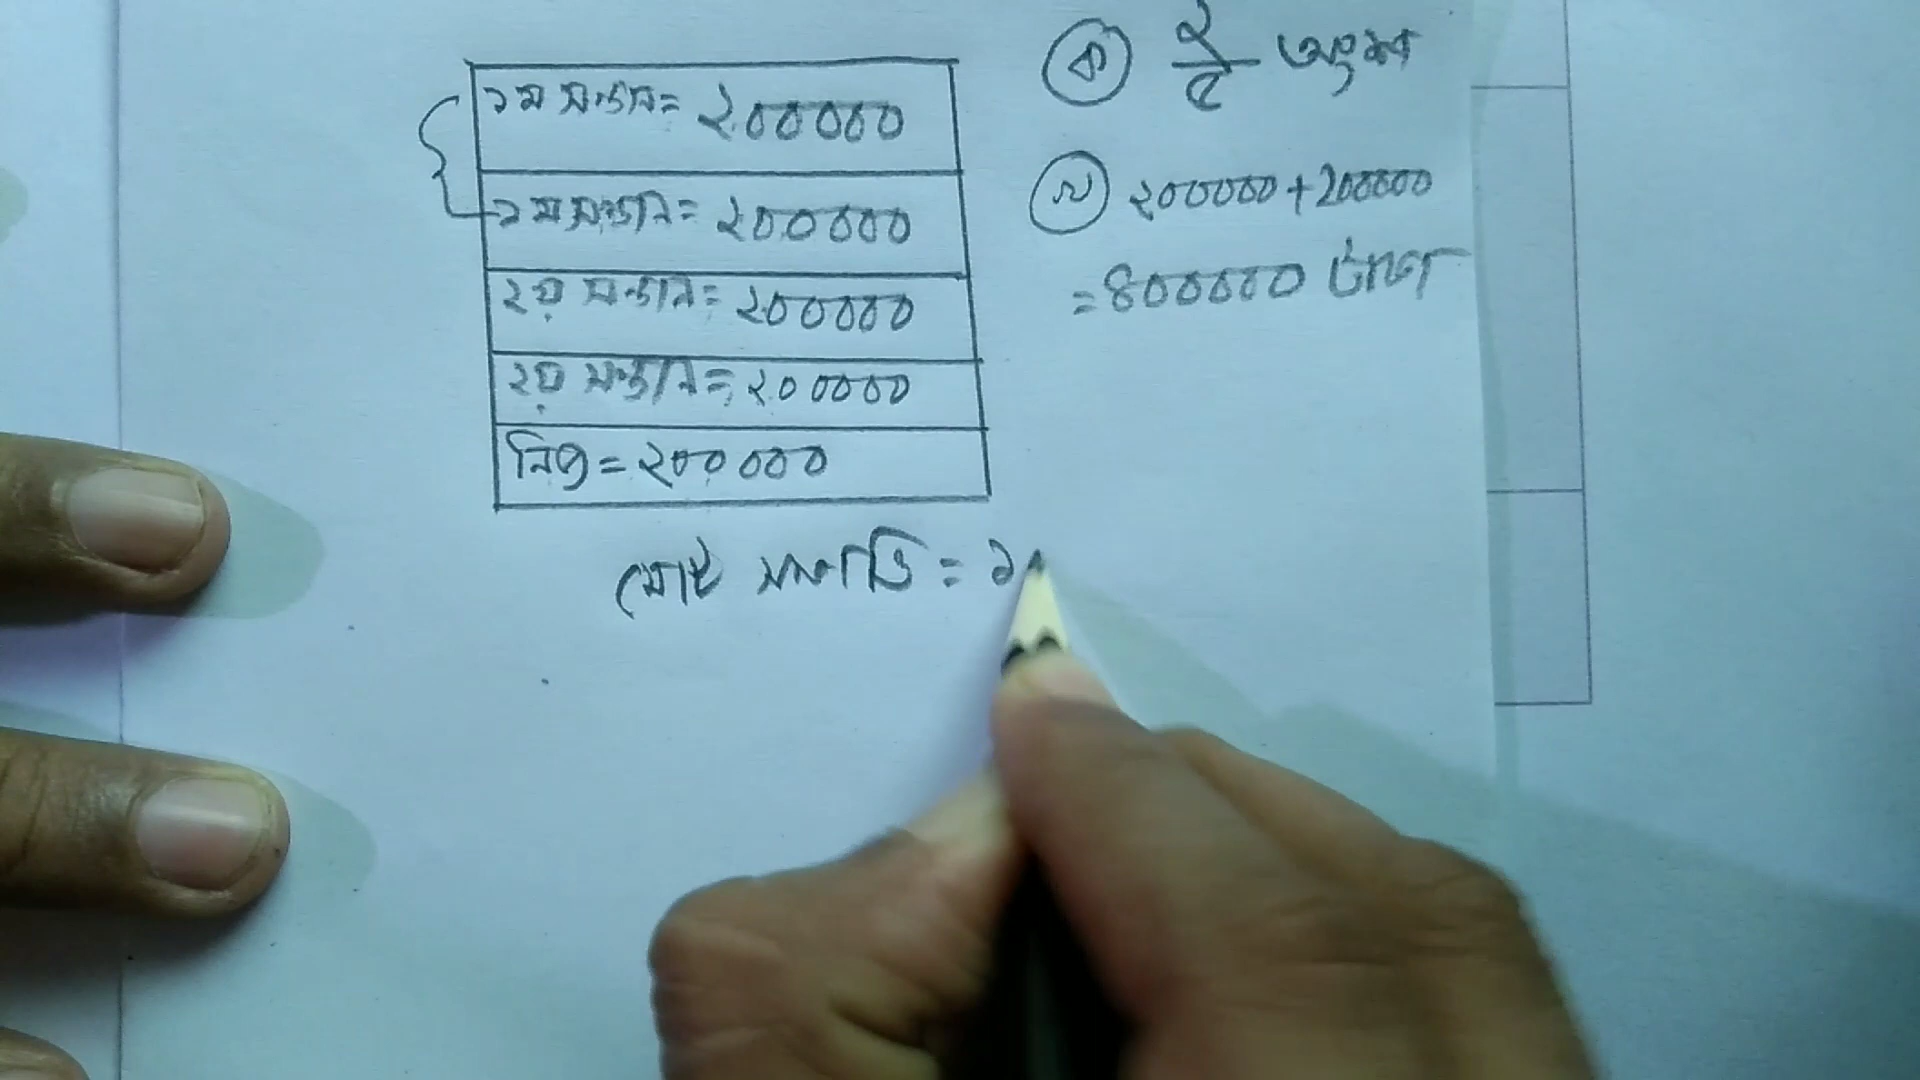 ১ম সন্তান= ২০০০০০
১ম সন্তান= ২০০০০০
২য় সন্তান= ২০০০০০
২য় সন্তান= ২০০০০০
নিজ= ২০০০০০
মোট সম্পত্তি = ১
ক ২/৫ অংশ
খ ২০০০০০+২০০০০০
=৪০০০০০ টাকা